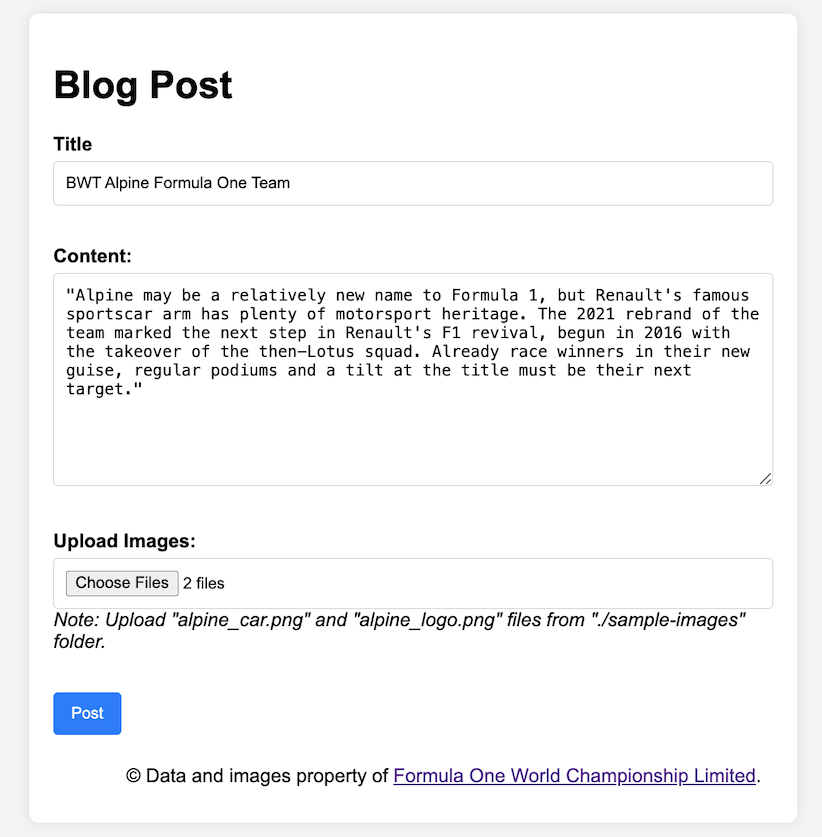 Blog Post
Title
BWT Alpine Formula One Team
Content:
"Alpine may be a relatively new name to Formula 1, but Renault's famous
sportscar arm has plenty of motorsport heritage. The 2021 rebrand of the
team marked the next step in Renault's F1 revival, begun in 2016 with
the takeover of the then-Lotus squad. Already race winners in their new
guise, regular podiums and a tilt at the title must be their next
target."
Upload Images:
Choose Files 2 files
Note: Upload "alpine_car.png" and "alpine_logo.png" files from "./sample-images"
folder.
Post
© Data and images property of Formula One World Championship Limited.